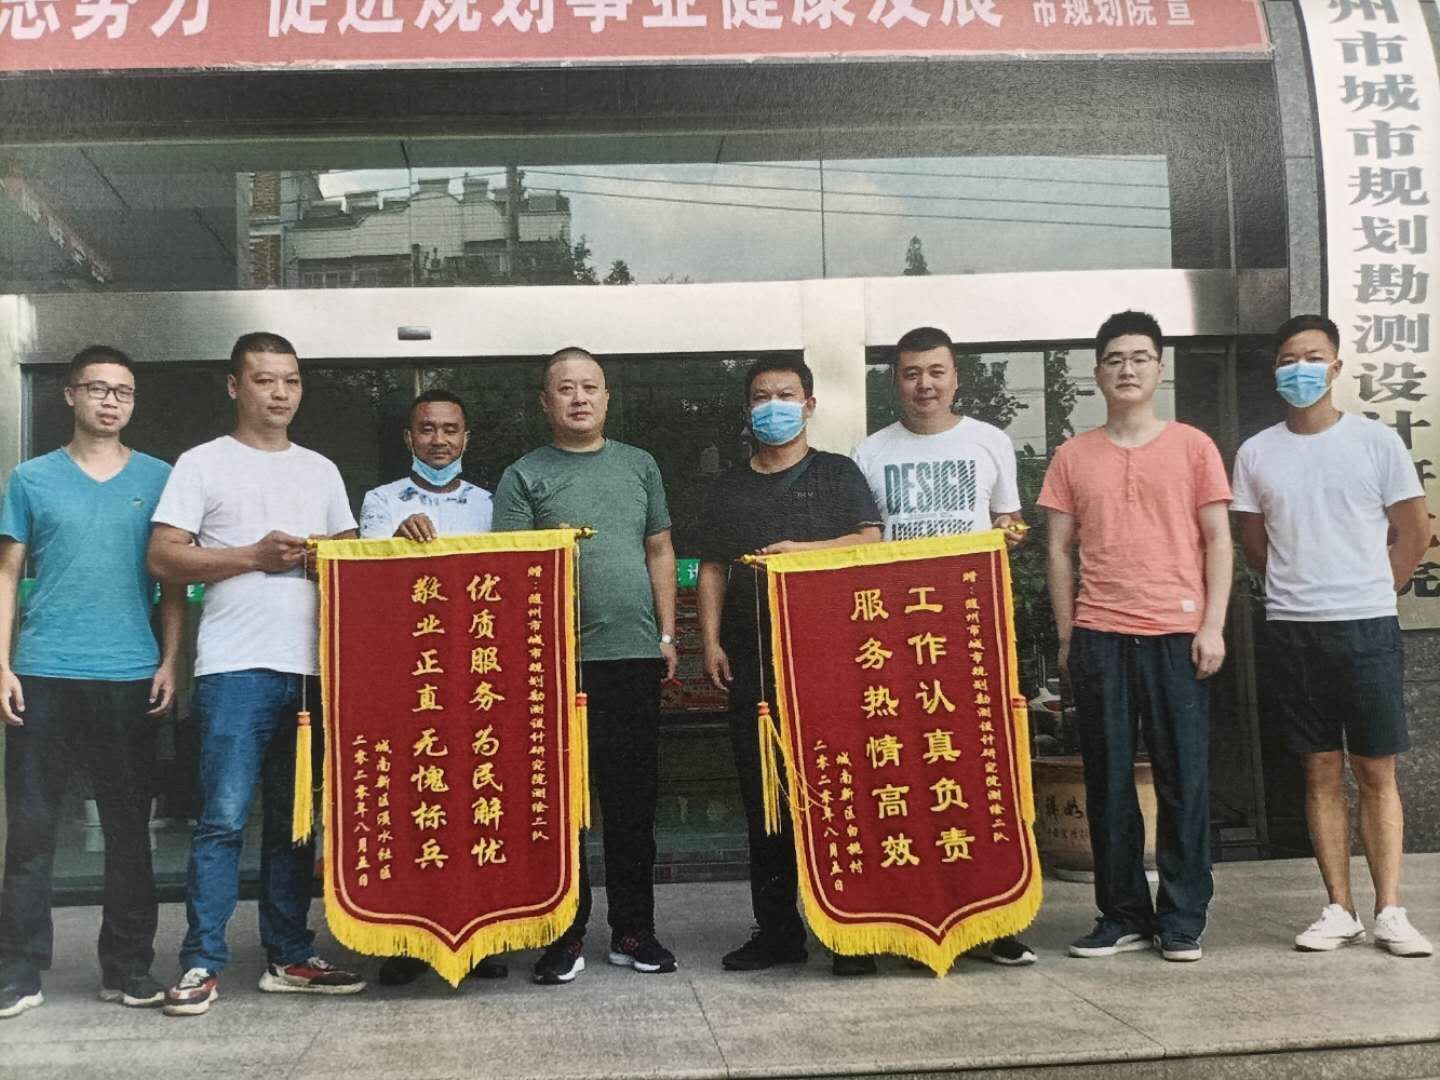 努力 促进规划事业健康发展 市规划院 宣
州市城市规划勘测设计研究院
赠：随州市城市规划勘测设计研究院测绘二队
优质服务为民解忧
敬业正直无愧标兵
城南新区㵐水社区
二零二零年八月五日
赠：随州市城市规划勘测设计研究院测绘二队
工作认真负责
服务热情高效
城南新区白桃村
二零二零年八月五日
DESIGN
ADVENTURE
计